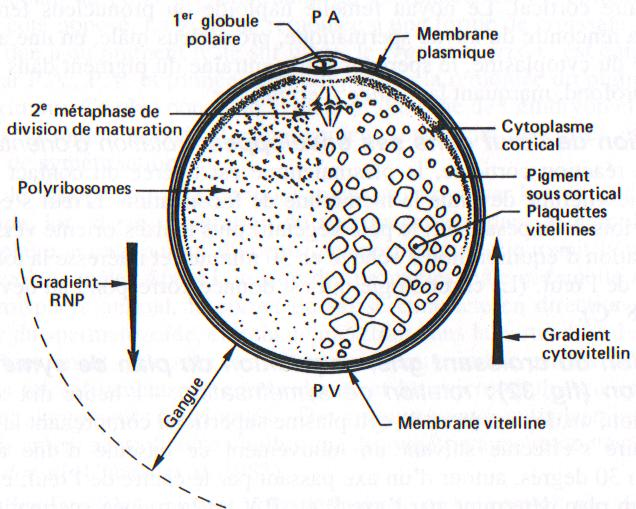 1er globule
polaire
P A
Membrane
plasmique
2e métaphase de
division de maturation
Cytoplasme
cortical
Polyribosomes
Pigment
sous cortical
Plaquettes
vitellines
Gradient
RNP
Gradient
cytovitellin
Gangue
P V
Membrane vitelline